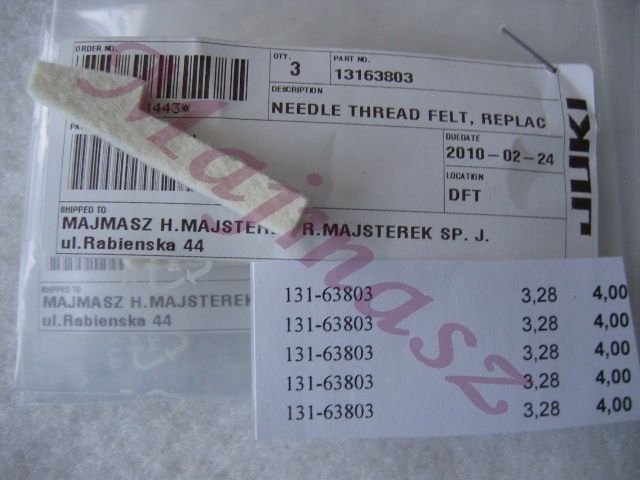 ORDER NO.
QTY.
3
PART NO.
13163803
1443*
DESCRIPTION
NEEDLE THREAD FELT, REPLAC
DUEDATE
2010-02-24
LOCATION
DFT
JUKI
SHIPPED TO
MAJMASZ H.MAJSTER R.MAJSTEREK SP. J.
ul.Rabienska 44
SHIPPED TO
MAJMASZ H.MAJSTEREK
ul.Rabienska 44
131-63803 3,28 4,00
131-63803 3,28 4,00
131-63803 3,28 4,00
131-63803 3,28 4,00
131-63803 3,28 4,00
Majmasz